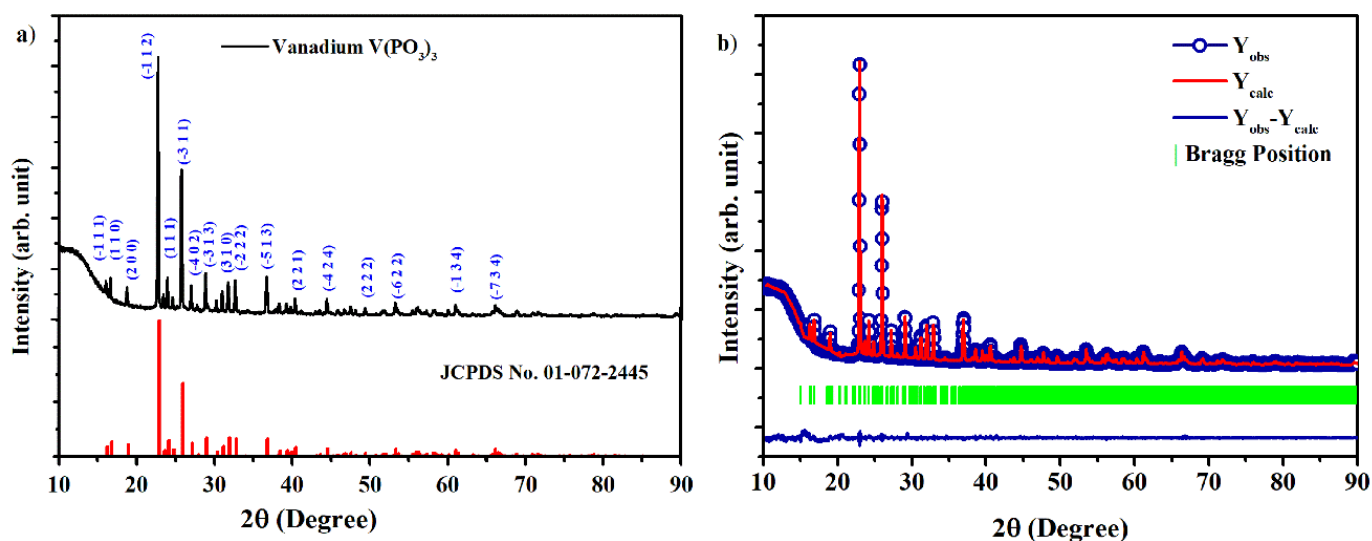 a)
Vanadium V(PO3)3
(-1 1 1)
(1 1 0)
(2 0 0)
(-1 1 2)
(1 1 1)
(-3 1 1)
(-4 0 2)
(-3 1 3)
(3 1 0)
(-2 2 2)
(-5 1 3)
(2 2 1)
(-4 2 4)
(2 2 2)
(-6 2 2)
(-1 3 4)
(-7 3 4)
JCPDS No. 01-072-2445
Intensity (arb. unit)
10 20 30 40 50 60 70 80 90
2θ (Degree)
b)
Yobs
Ycalc
Yobs-Ycalc
Bragg Position
Intensity (arb. unit)
10 20 30 40 50 60 70 80 90
2θ (Degree)